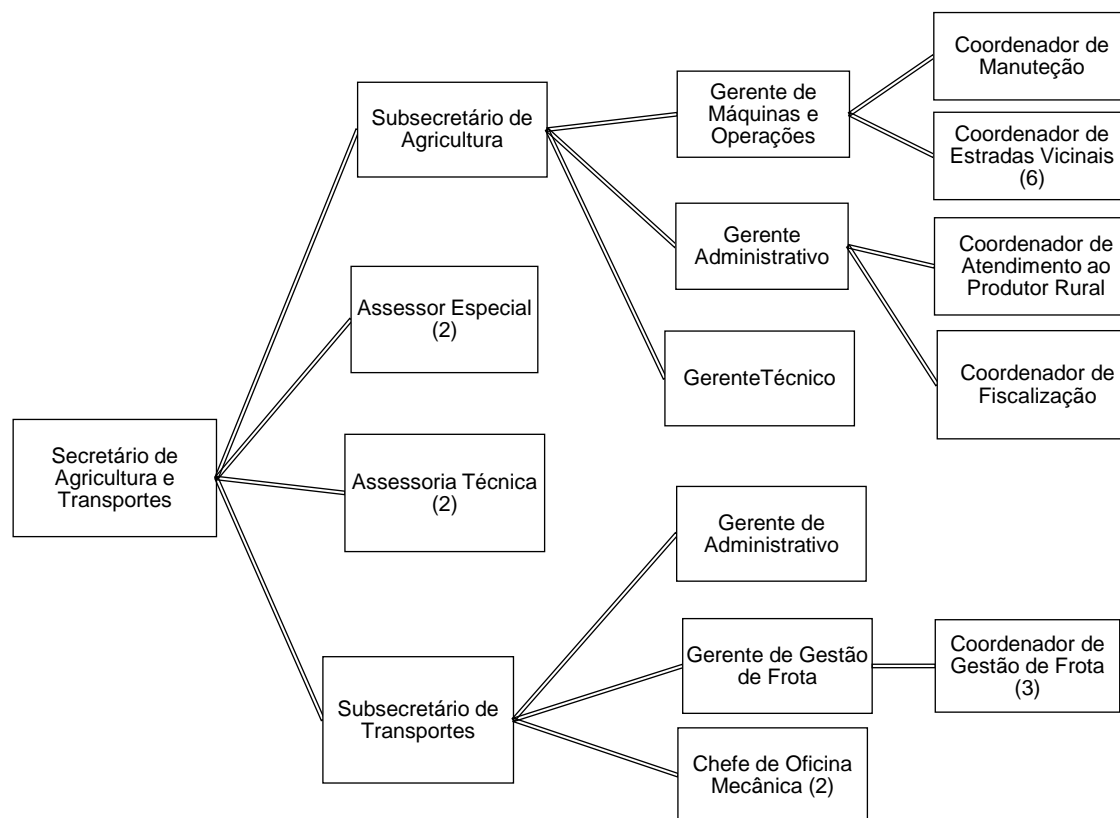 Secretário de
Agricultura e
Transportes
Subsecretário de
Agricultura
Gerente de
Máquinas e
Operações
Coordenador de
Manuteção
Coordenador de
Estradas Vicinais
(6)
Gerente
Administrativo
Coordenador de
Atendimento ao
Produtor Rural
Coordenador de
Fiscalização
GerenteTécnico
Assessor Especial
(2)
Assessoria Técnica
(2)
Subsecretário de
Transportes
Gerente de
Administrativo
Gerente de Gestão
de Frota
Coordenador de
Gestão de Frota
(3)
Chefe de Oficina
Mecânica (2)